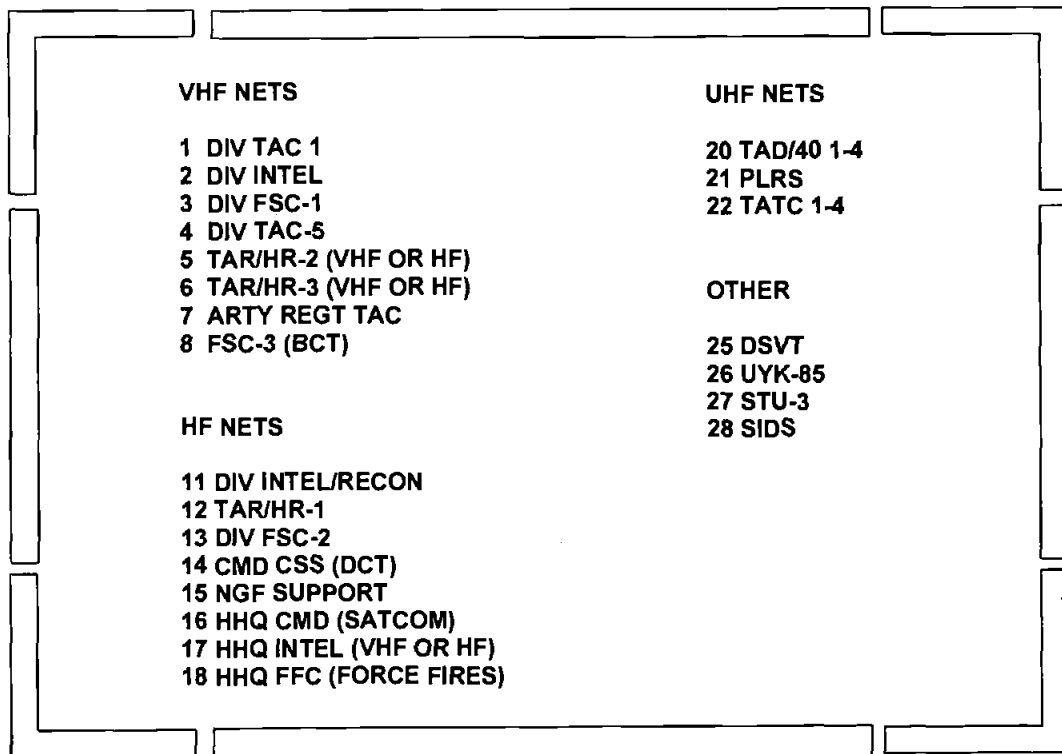 VHF NETS
1 DIV TAC 1
2 DIV INTEL
3 DIV FSC-1
4 DIV TAC-5
5 TAR/HR-2 (VHF OR HF)
6 TAR/HR-3 (VHF OR HF)
7 ARTY REGT TAC
8 FSC-3 (BCT)
HF NETS
11 DIV INTEL/RECON
12 TAR/HR-1
13 DIV FSC-2
14 CMD CSS (DCT)
15 NGF SUPPORT
16 HHQ CMD (SATCOM)
17 HHQ INTEL (VHF OR HF)
18 HHQ FFC (FORCE FIRES)
UHF NETS
20 TAD/40 1-4
21 PLRS
22 TATC 1-4
OTHER
25 DSVT
26 UYK-85
27 STU-3
28 SIDS